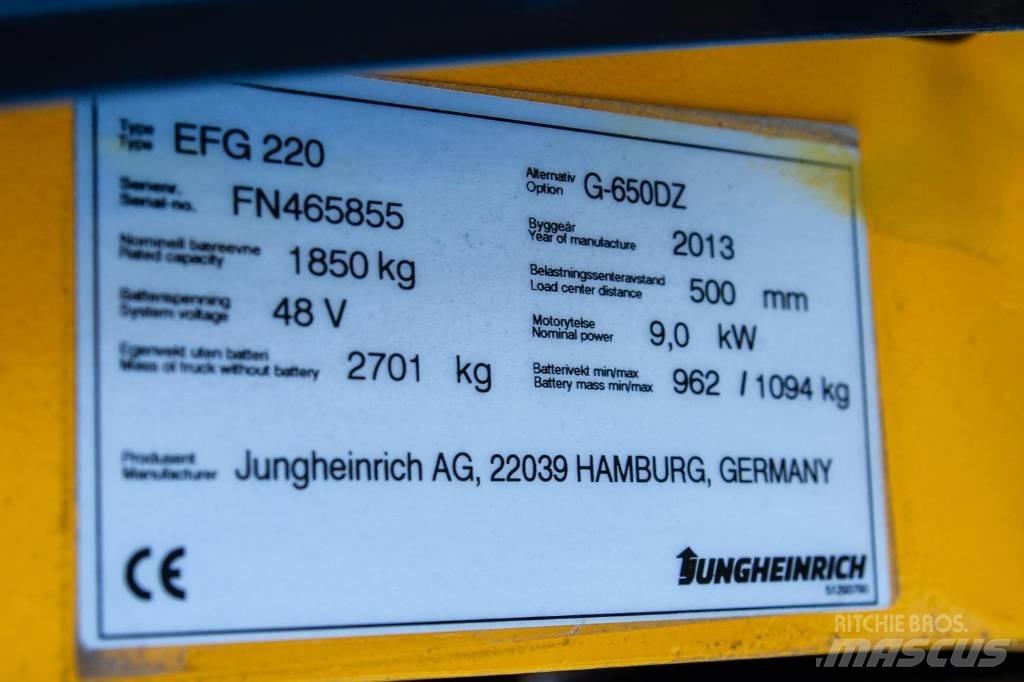 Type
Type EFG 220
Alternativ
Option G-650DZ
Serienr.
Serial-no. FN465855
Byggeår
Year of manufacture 2013
Nominell bæreevne
Rated capacity 1850 kg
Belastningssenteravstand
Load center distance 500 mm
Batterispenning
System voltage 48 V
Motorytelse
Nominal power 9,0 kW
Egenvekt uten batteri
Mass of truck without battery 2701 kg
Batterivekt min/max
Battery mass min/max 962 / 1094 kg
Produsent
Manufacturer Jungheinrich AG, 22039 HAMBURG, GERMANY
CE
JUNGHEINRICH
RITCHIE BROS.
MASCUS